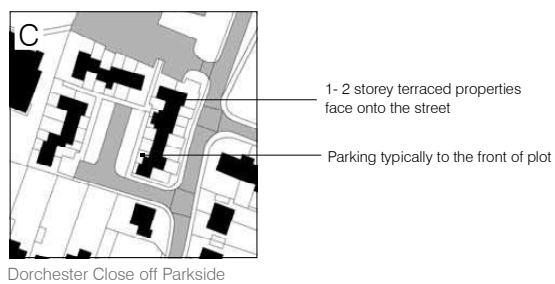 C
1- 2 storey terraced properties
face onto the street
Parking typically to the front of plot
Dorchester Close off Parkside